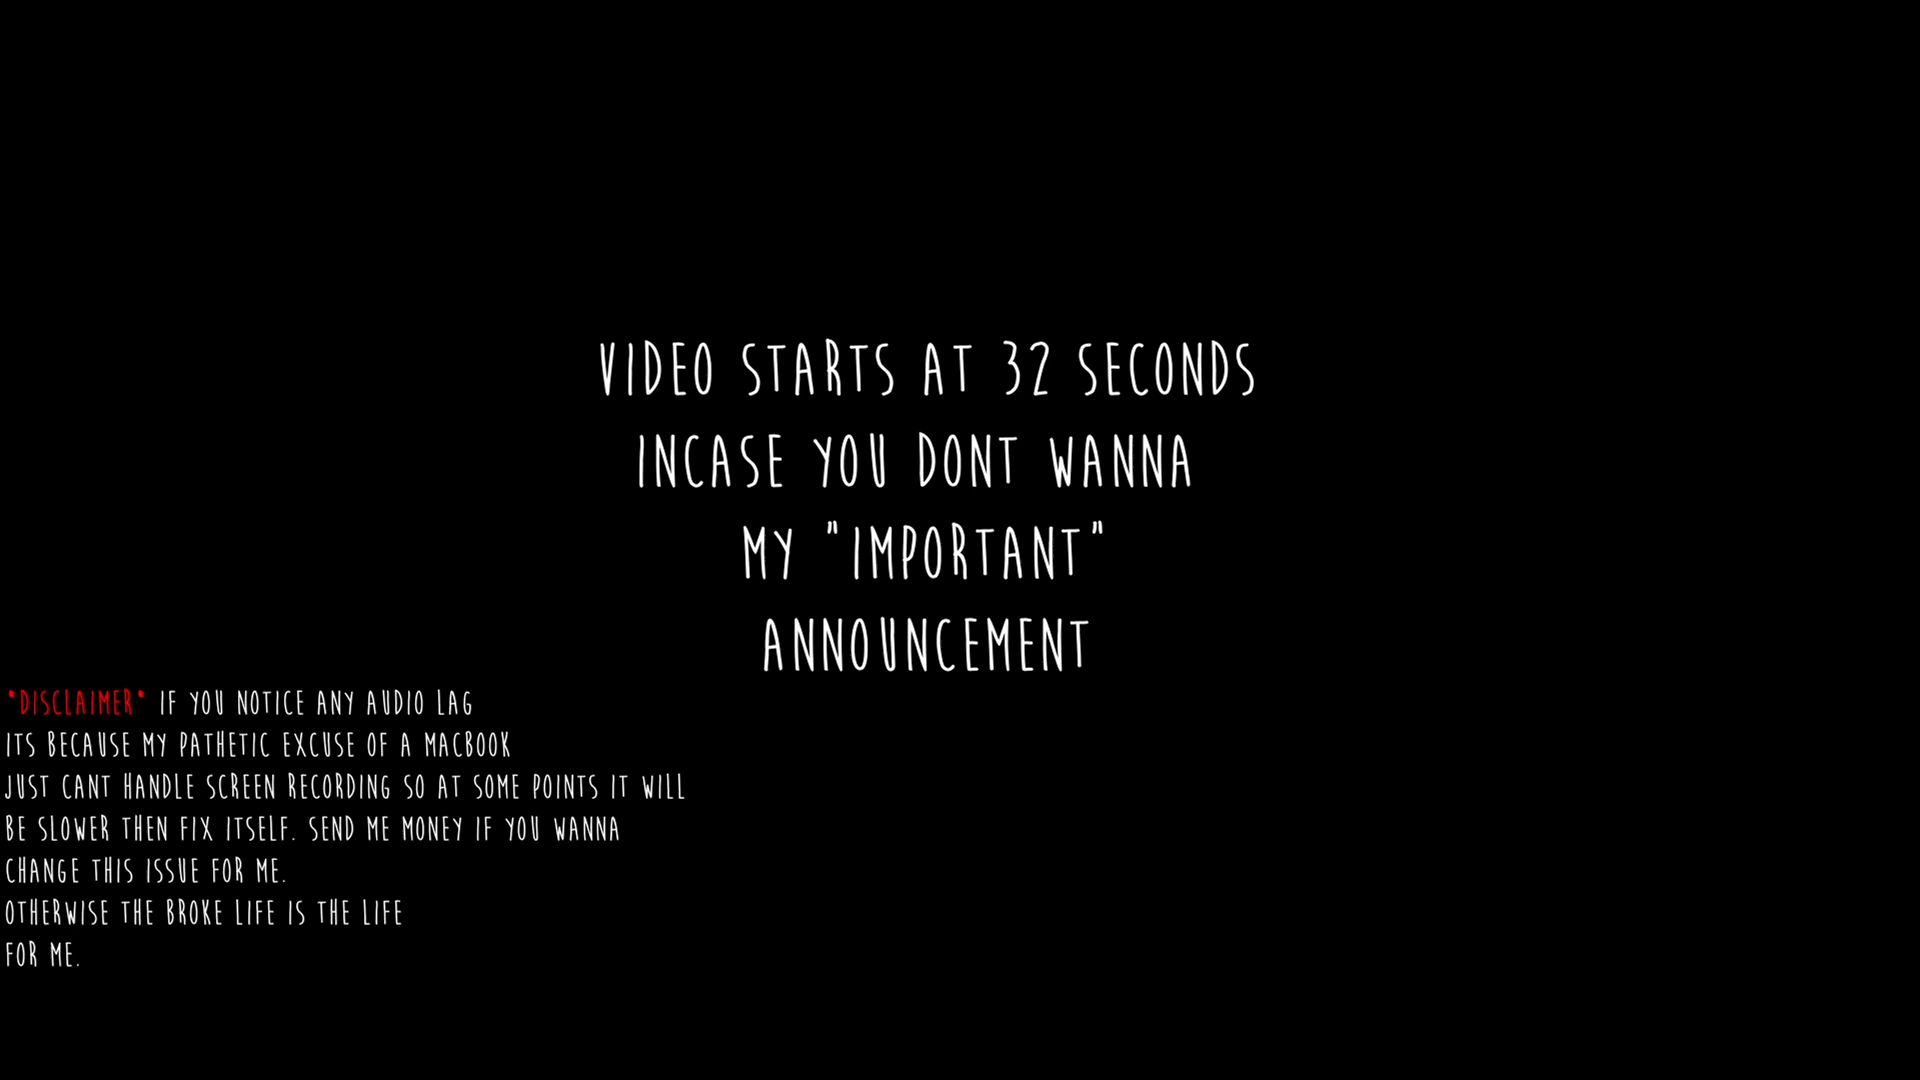 VIDEO STARTS AT 32 SECONDS
INCASE YOU DONT WANNA
MY "IMPORTANT"
ANNOUNCEMENT
*DISCLAIMER* IF YOU NOTICE ANY AUDIO LAG
ITS BECAUSE MY PATHETIC EXCUSE OF A MACBOOK
JUST CANT HANDLE SCREEN RECORDING SO AT SOME POINTS IT WILL
BE SLOWER THEN FIX ITSELF. SEND ME MONEY IF YOU WANNA
CHANGE THIS ISSUE FOR ME.
OTHERWISE THE BROKE LIFE IS THE LIFE
FOR ME.